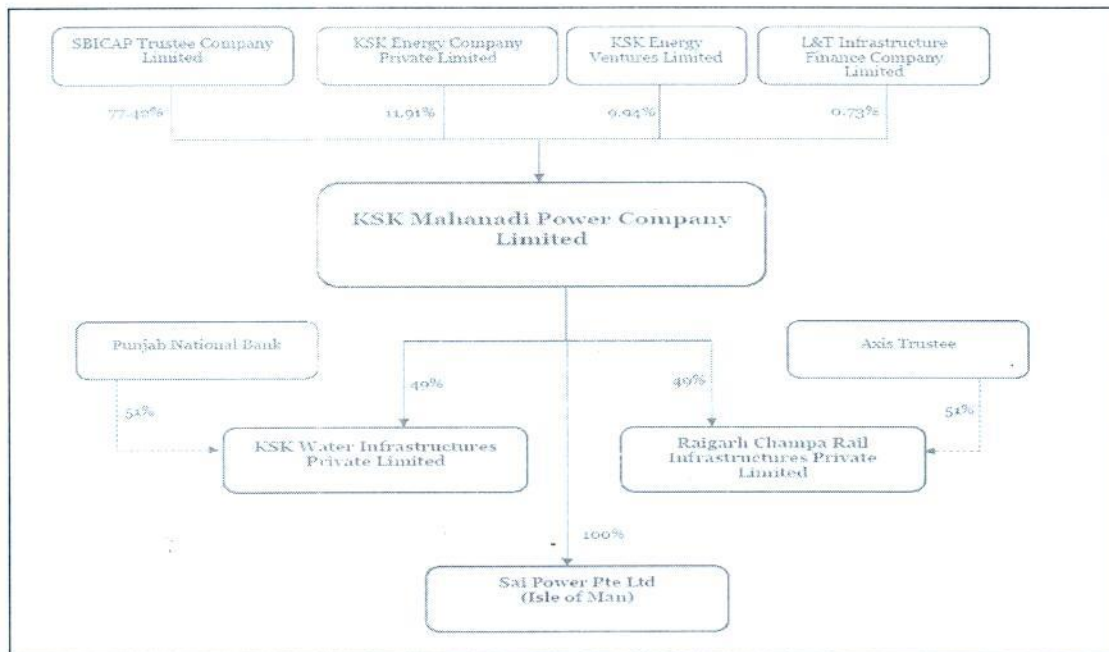 SBICAP Trustee Company
Limited
KSK Energy Company
Private Limited
KSK Energy
Ventures Limited
L&T Infrastructure
Finance Company
Limited
77.42%
11.91%
9.94%
0.73%
KSK Mahanadi Power Company
Limited
Punjab National Bank
Axis Trustee
49%
49%
51%
51%
KSK Water Infrastructures
Private Limited
Raigarh Champa Rail
Infrastructures Private
Limited
100%
Sai Power Pte Ltd
(Isle of Man)